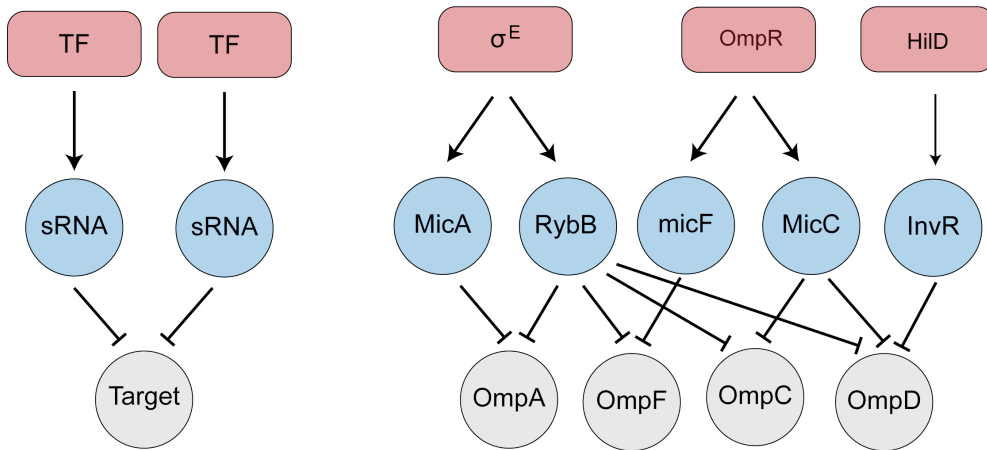 TF TF σᴱ OmpR HilD
sRNA sRNA MicA RybB micF MicC InvR
Target OmpA OmpF OmpC OmpD